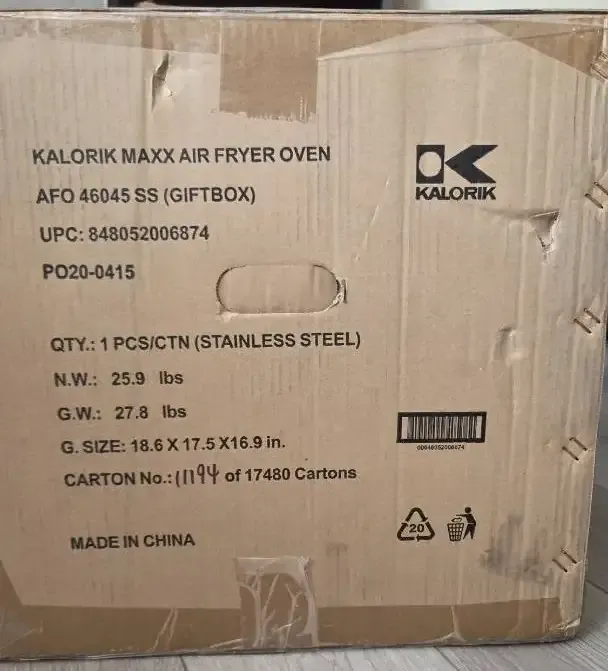 KALORIK MAXX AIR FRYER OVEN
AFO 46045 SS (GIFTBOX)
UPC: 848052006874
PO20-0415
KALORIK
QTY.: 1 PCS/CTN (STAINLESS STEEL)
N.W.: 25.9 lbs
G.W.: 27.8 lbs
G. SIZE: 18.6 X 17.5 X16.9 in.
CARTON No.: of 17480 Cartons
00848052006874
20
MADE IN CHINA